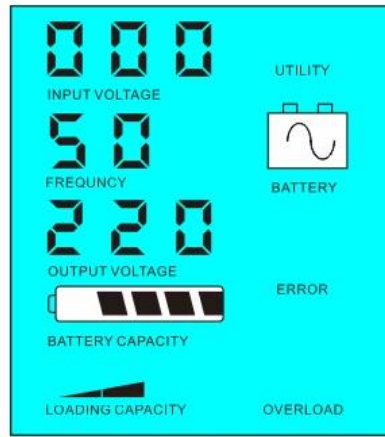 000
UTILITY
INPUT VOLTAGE
50
FREQUNCY
BATTERY
220
OUTPUT VOLTAGE
ERROR
BATTERY CAPACITY
LOADING CAPACITY
OVERLOAD